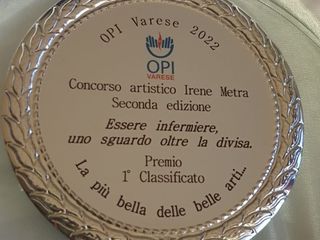 OPI Varese 2022
OPI
VARESE
Concorso artistico Irene Metra
Seconda edizione
Essere infermiere,
uno sguardo oltre la divisa.
Premio
1° Classificato
La più bella delle belle arti...